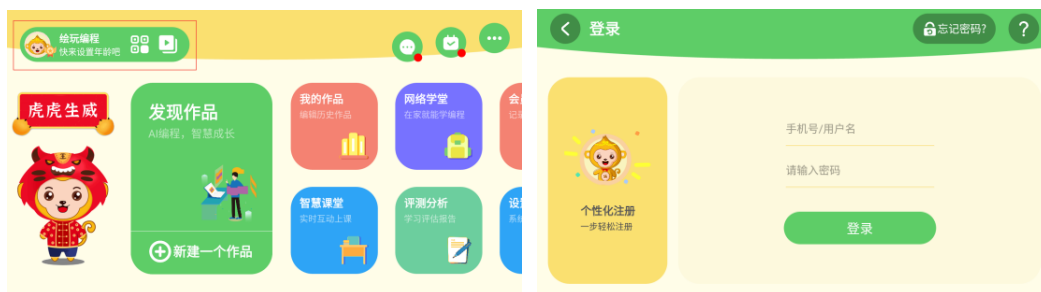 绘玩编程
快来设置年龄吧
虎虎生威
发现作品
AI编程，智慧成长
新建一个作品
我的作品
编辑历史作品
网络学堂
在家就能学编程
智慧课堂
实时互动上课
评测分析
学习评估报告
登录
忘记密码?
?
个性化注册
一步轻松注册
手机号/用户名
请输入密码
登录